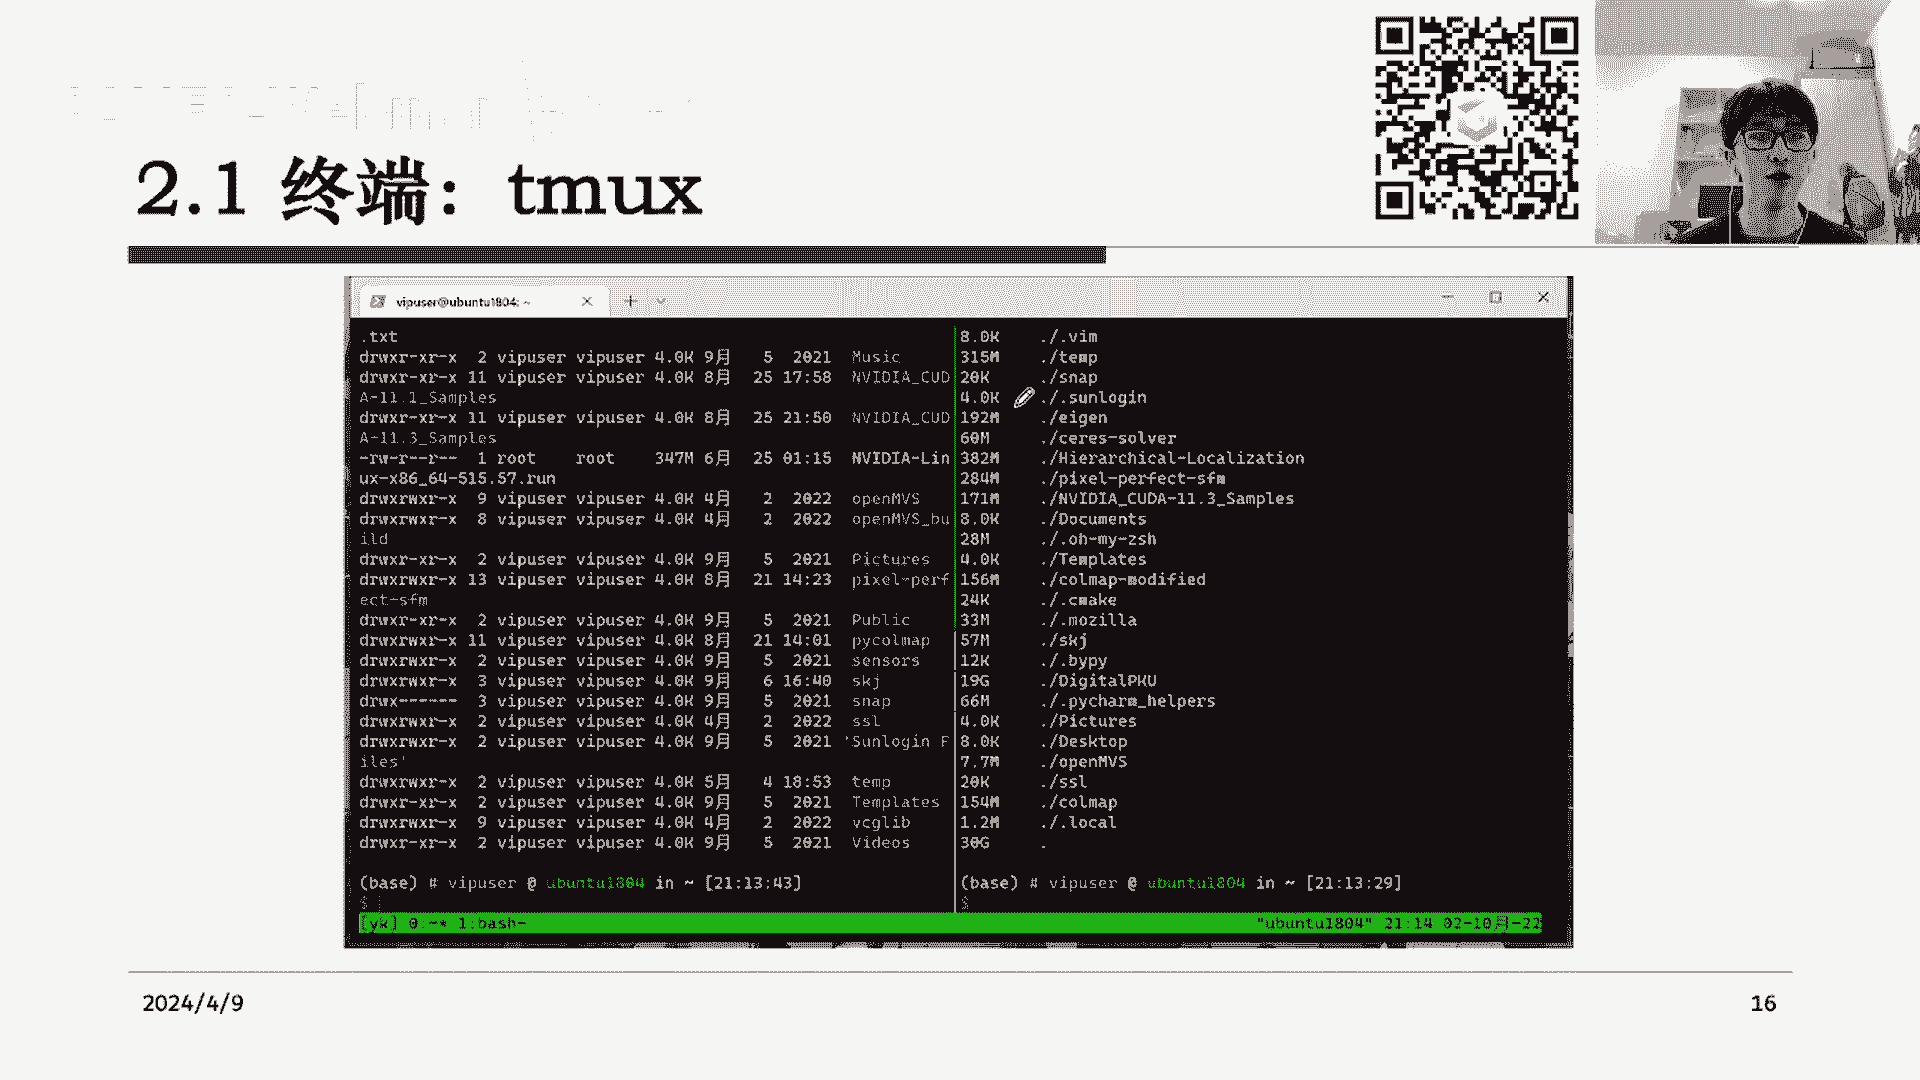 2.1 终端：tmux
vipuser@ubuntu1804: ~
.txt
drwxr-xr-x 2 vipuser vipuser 4.0K 9月 5 2021 Music
drwxr-xr-x 11 vipuser vipuser 4.0K 8月 25 17:58 NVIDIA_CUD
A-11.1_Samples
drwxr-xr-x 11 vipuser vipuser 4.0K 8月 25 21:50 NVIDIA_CUD
A-11.3_Samples
-rw-r--r-- 1 root root 347M 6月 25 01:15 NVIDIA-Lin
ux-x86_64-515.57.run
drwxrwxr-x 9 vipuser vipuser 4.0K 4月 2 2022 openMVS
drwxrwxr-x 8 vipuser vipuser 4.0K 4月 2 2022 openMVS_bu
ild
drwxr-xr-x 2 vipuser vipuser 4.0K 9月 5 2021 Pictures
drwxrwxr-x 13 vipuser vipuser 4.0K 8月 21 14:23 pixel-perf
ect-sfm
drwxr-xr-x 2 vipuser vipuser 4.0K 9月 5 2021 Public
drwxrwxr-x 11 vipuser vipuser 4.0K 8月 21 14:01 pycolmap
drwxrwxr-x 2 vipuser vipuser 4.0K 9月 5 2021 sensors
drwxrwxr-x 3 vipuser vipuser 4.0K 9月 6 16:40 skj
drwx------ 3 vipuser vipuser 4.0K 9月 5 2021 snap
drwxrwxr-x 2 vipuser vipuser 4.0K 4月 2 2022 ssl
drwxrwxr-x 2 vipuser vipuser 4.0K 9月 5 2021 'Sunlogin F
iles'
drwxrwxr-x 2 vipuser vipuser 4.0K 5月 4 18:53 temp
drwxr-xr-x 2 vipuser vipuser 4.0K 9月 5 2021 Templates
drwxrwxr-x 9 vipuser vipuser 4.0K 4月 2 2022 vcglib
drwxr-xr-x 2 vipuser vipuser 4.0K 9月 5 2021 Videos
(base) # vipuser @ ubuntu1804 in ~ [21:13:43]
$
8.0K ./.vim
315M ./temp
20K ./snap
4.0K ./.sunlogin
192M ./eigen
60M ./ceres-solver
382M ./Hierarchical-Localization
284M ./pixel-perfect-sfm
171M ./NVIDIA_CUDA-11.3_Samples
8.0K ./Documents
28M ./.oh-my-zsh
4.0K ./Templates
156M ./colmap-modified
24K ./.cmake
33M ./.mozilla
57M ./skj
12K ./.bypy
19G ./DigitalPKU
66M ./.pycharm_helpers
4.0K ./Pictures
8.0K ./Desktop
7.7M ./openMVS
20K ./ssl
154M ./colmap
1.2M ./.local
30G .
(base) # vipuser @ ubuntu1804 in ~ [21:13:29]
$
[yk] 0:~* 1:bash- "ubuntu1804" 21:14 02-10月-22
2024/4/9
16